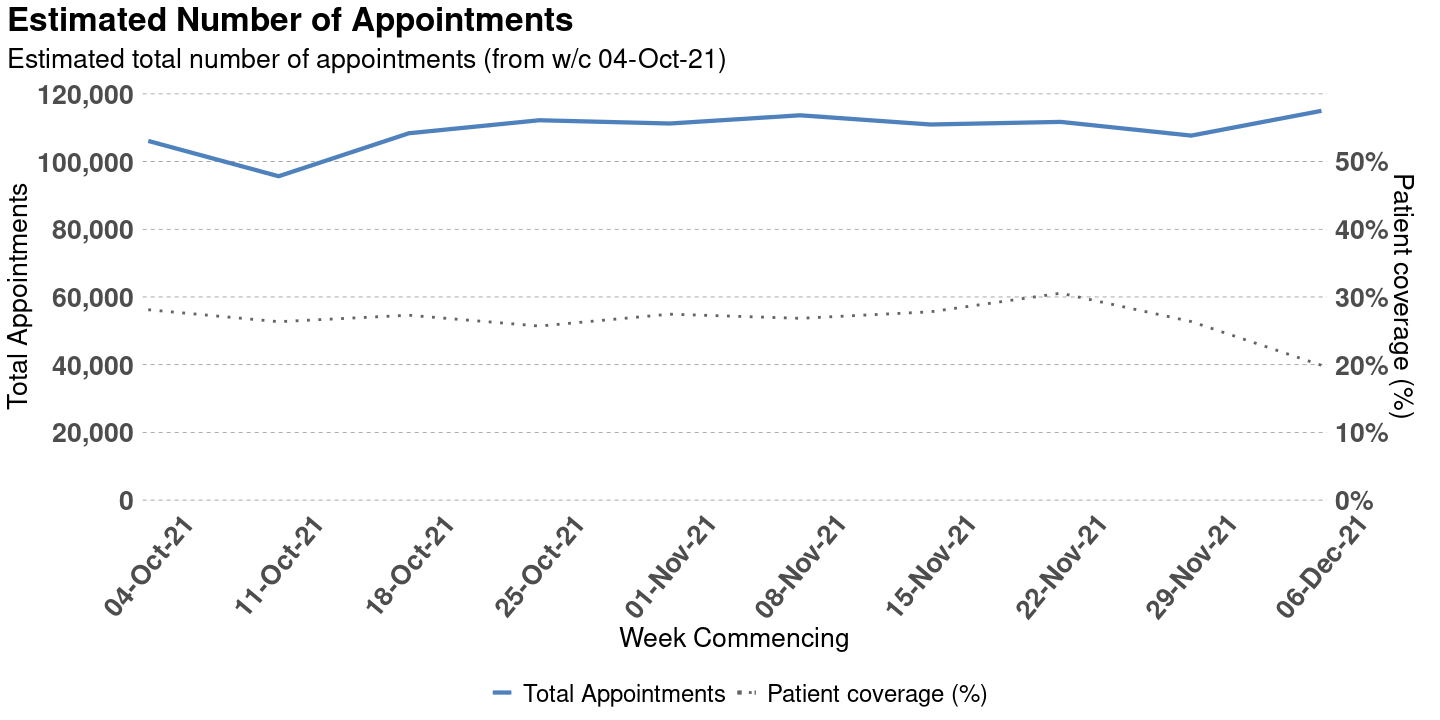 Estimated Number of Appointments
Estimated total number of appointments (from w/c 04-Oct-21)
120,000
100,000
80,000
60,000
40,000
20,000
0
Total Appointments
50%
40%
30%
20%
10%
0%
Patient coverage (%)
04-Oct-21
11-Oct-21
18-Oct-21
25-Oct-21
01-Nov-21
08-Nov-21
15-Nov-21
22-Nov-21
29-Nov-21
06-Dec-21
Week Commencing
Total Appointments
Patient coverage (%)